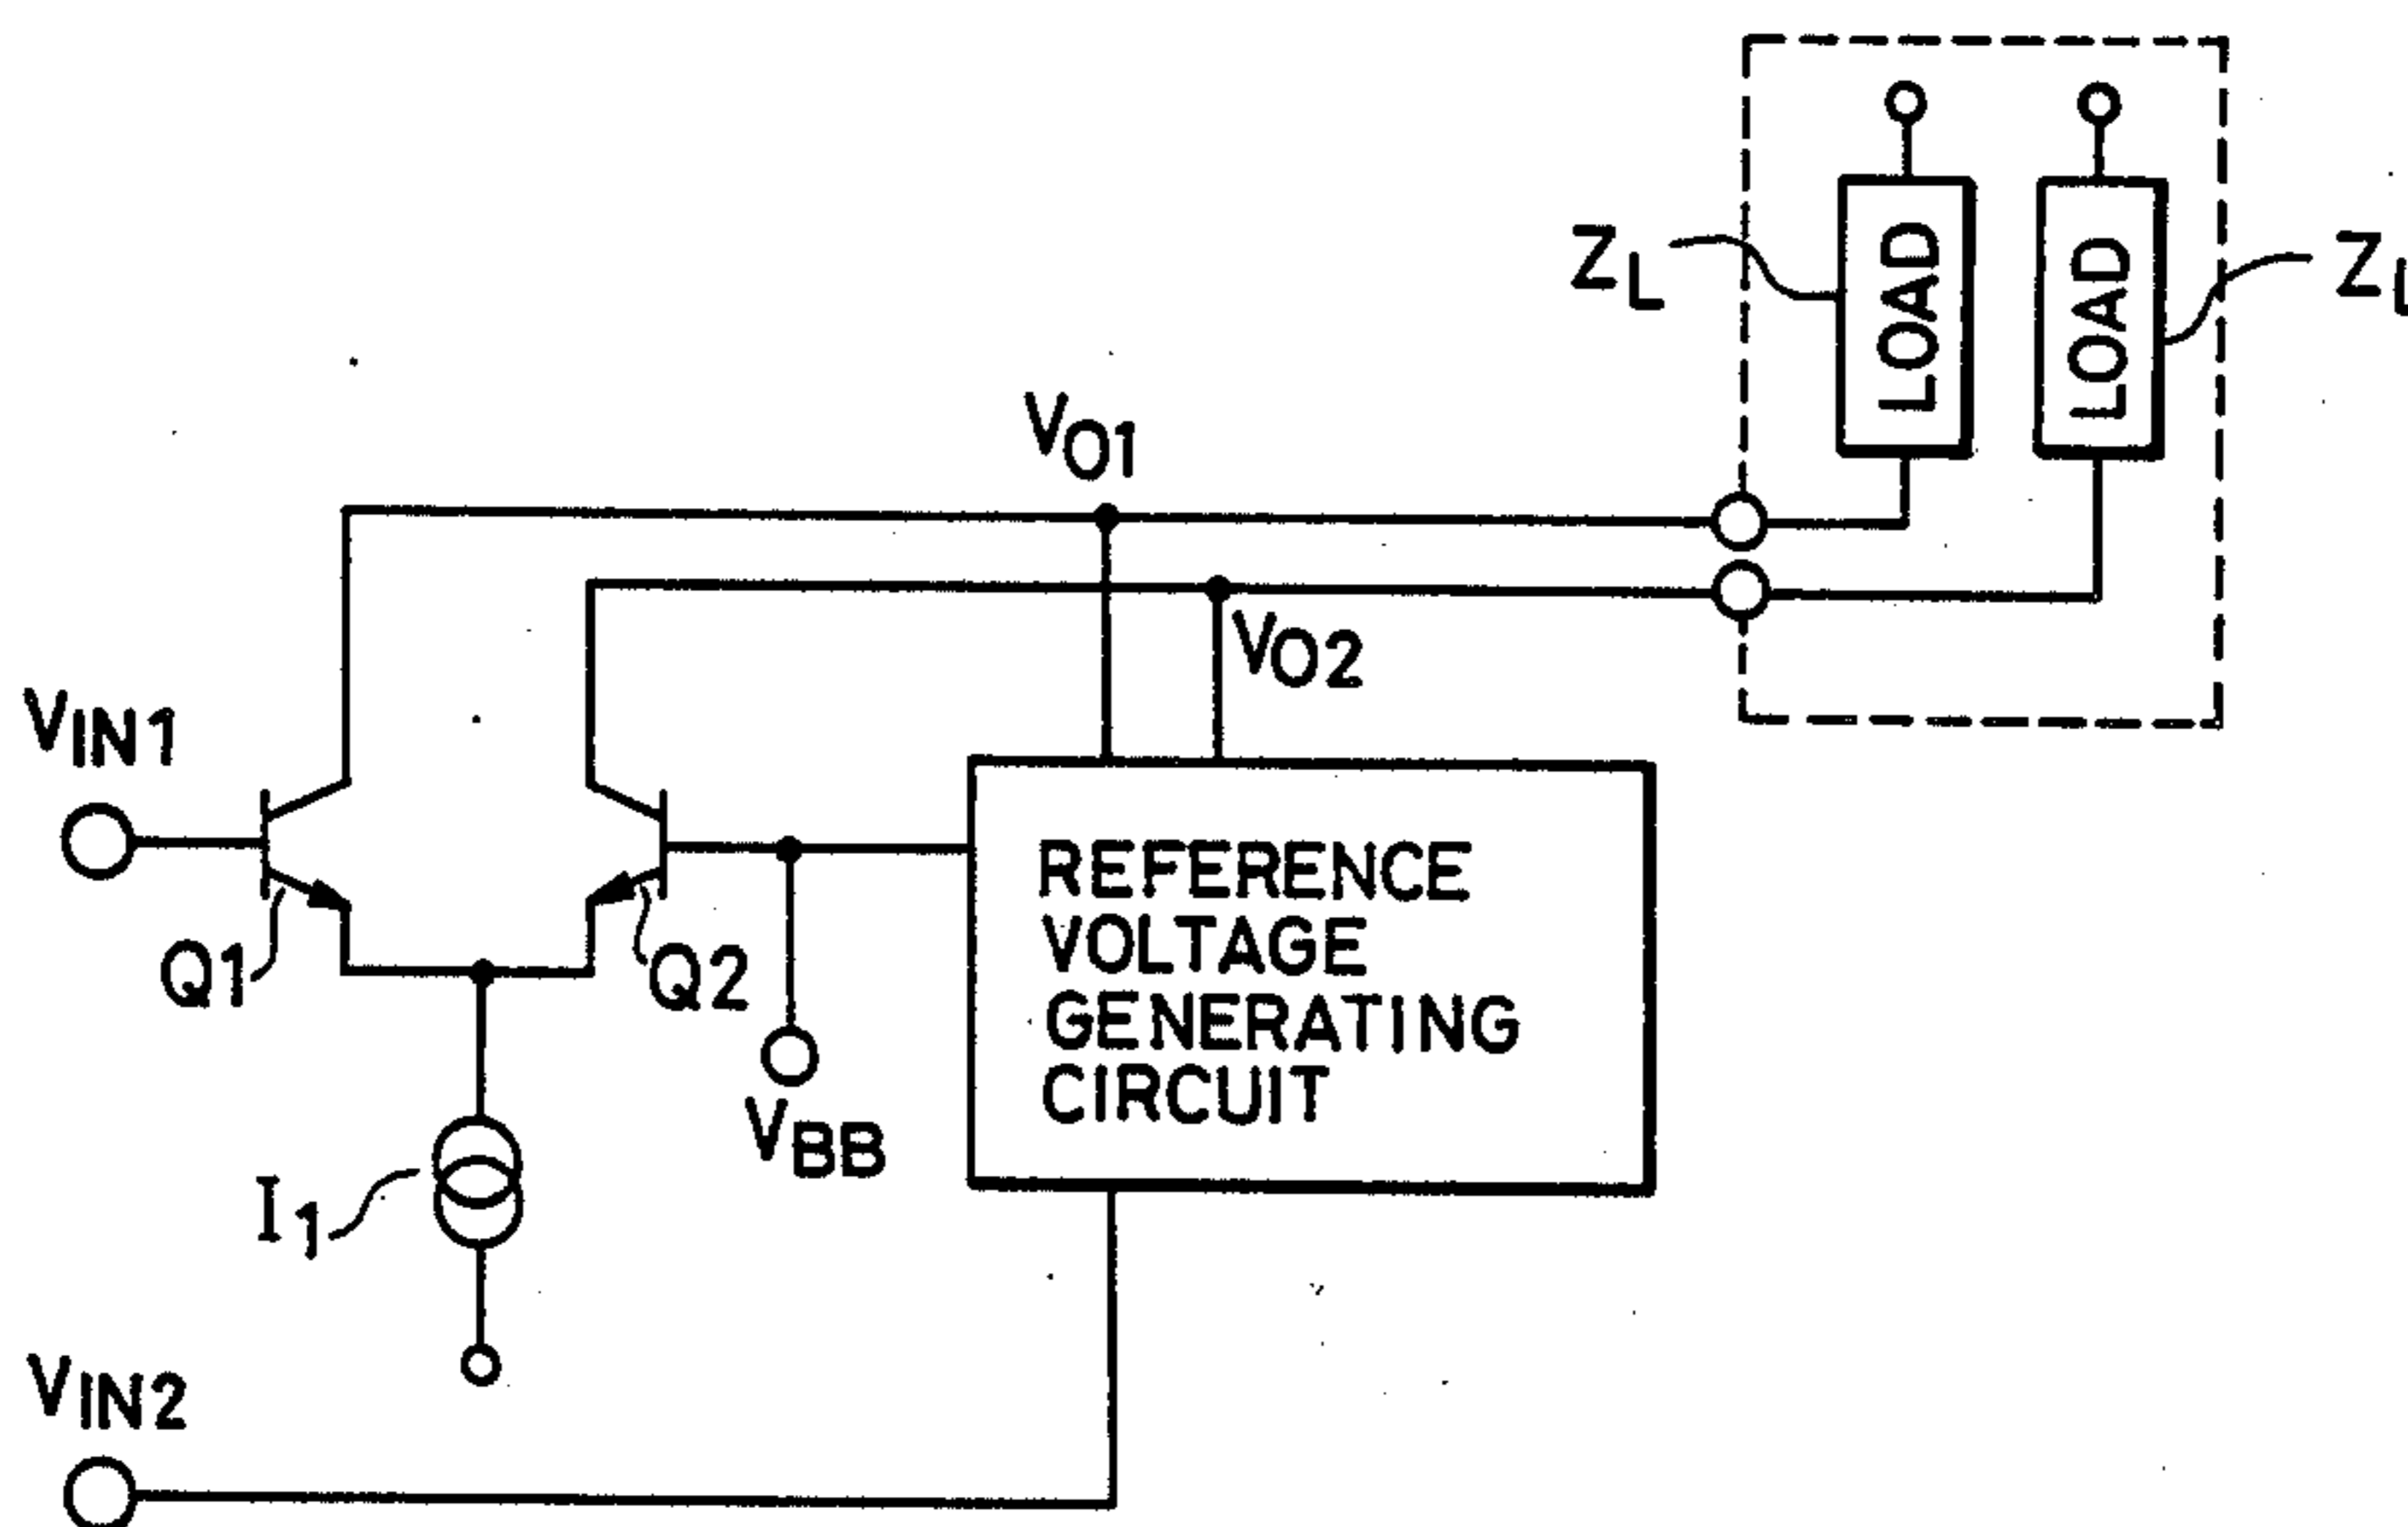 ZL
LOAD
LOAD
ZL
VO1
VO2
VIN1
Q1
Q2
VBB
REFERENCE
VOLTAGE
GENERATING
CIRCUIT
I1
VIN2